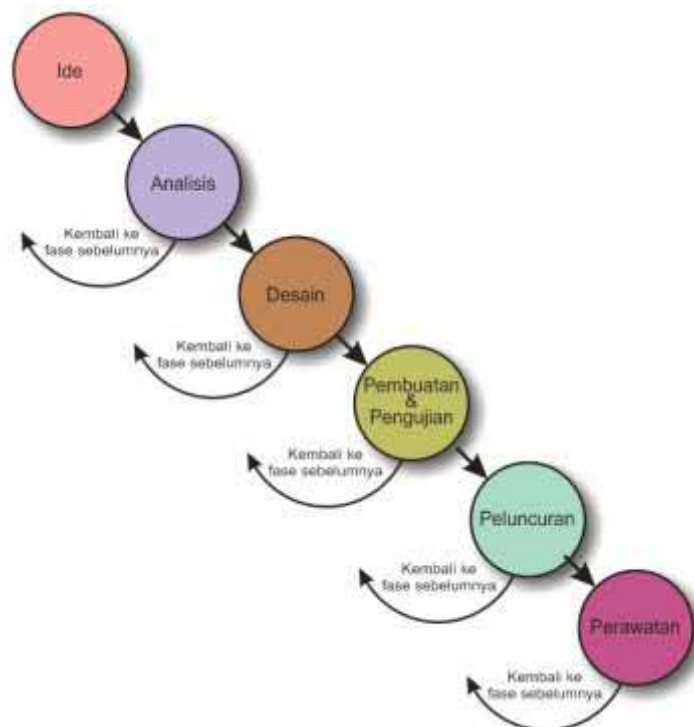 Ide
Analisis
Kembali ke
fase sebelumnya
Desain
Kembali ke
fase sebelumnya
Pembuatan
&
Pengujian
Kembali ke
fase sebelumnya
Peluncuran
Kembali ke
fase sebelumnya
Perawatan
Kembali ke
fase sebelumnya